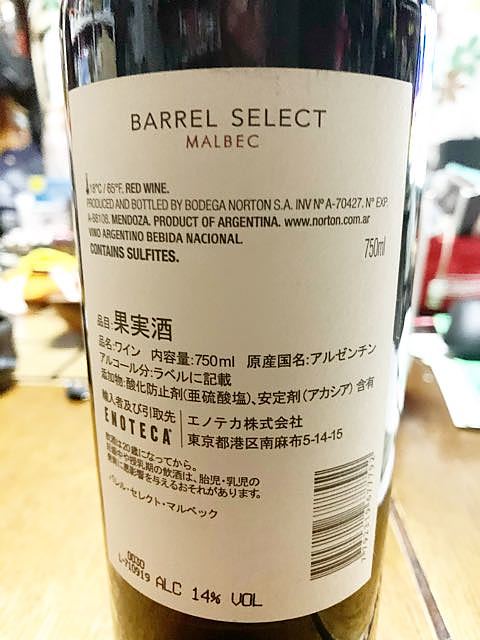 BARREL SELECT
MALBEC
18°C / 65°F. RED WINE.
PRODUCED AND BOTTLED BY BODEGA NORTON S.A. INV Nº A-70427. Nº EXP.
A-88108. MENDOZA. PRODUCT OF ARGENTINA. www.norton.com.ar
VINO ARGENTINO BEBIDA NACIONAL.
CONTAINS SULFITES.
750ml
品目:果実酒
品名:ワイン 内容量:750ml 原産国名:アルゼンチン
アルコール分:ラベルに記載
添加物:酸化防止剤(亜硫酸塩)、安定剤(アカシア)含有
輸入者及び引取先
ENOTECA
エノテカ株式会社
東京都港区南麻布5-14-15
飲酒は20歳になってから。
妊娠中や授乳期の飲酒は、胎児・乳児の
発育に悪影響を与えるおそれがあります。
バレル・セレクト・マルベック
0030
L-710919 ALC 14% VOL